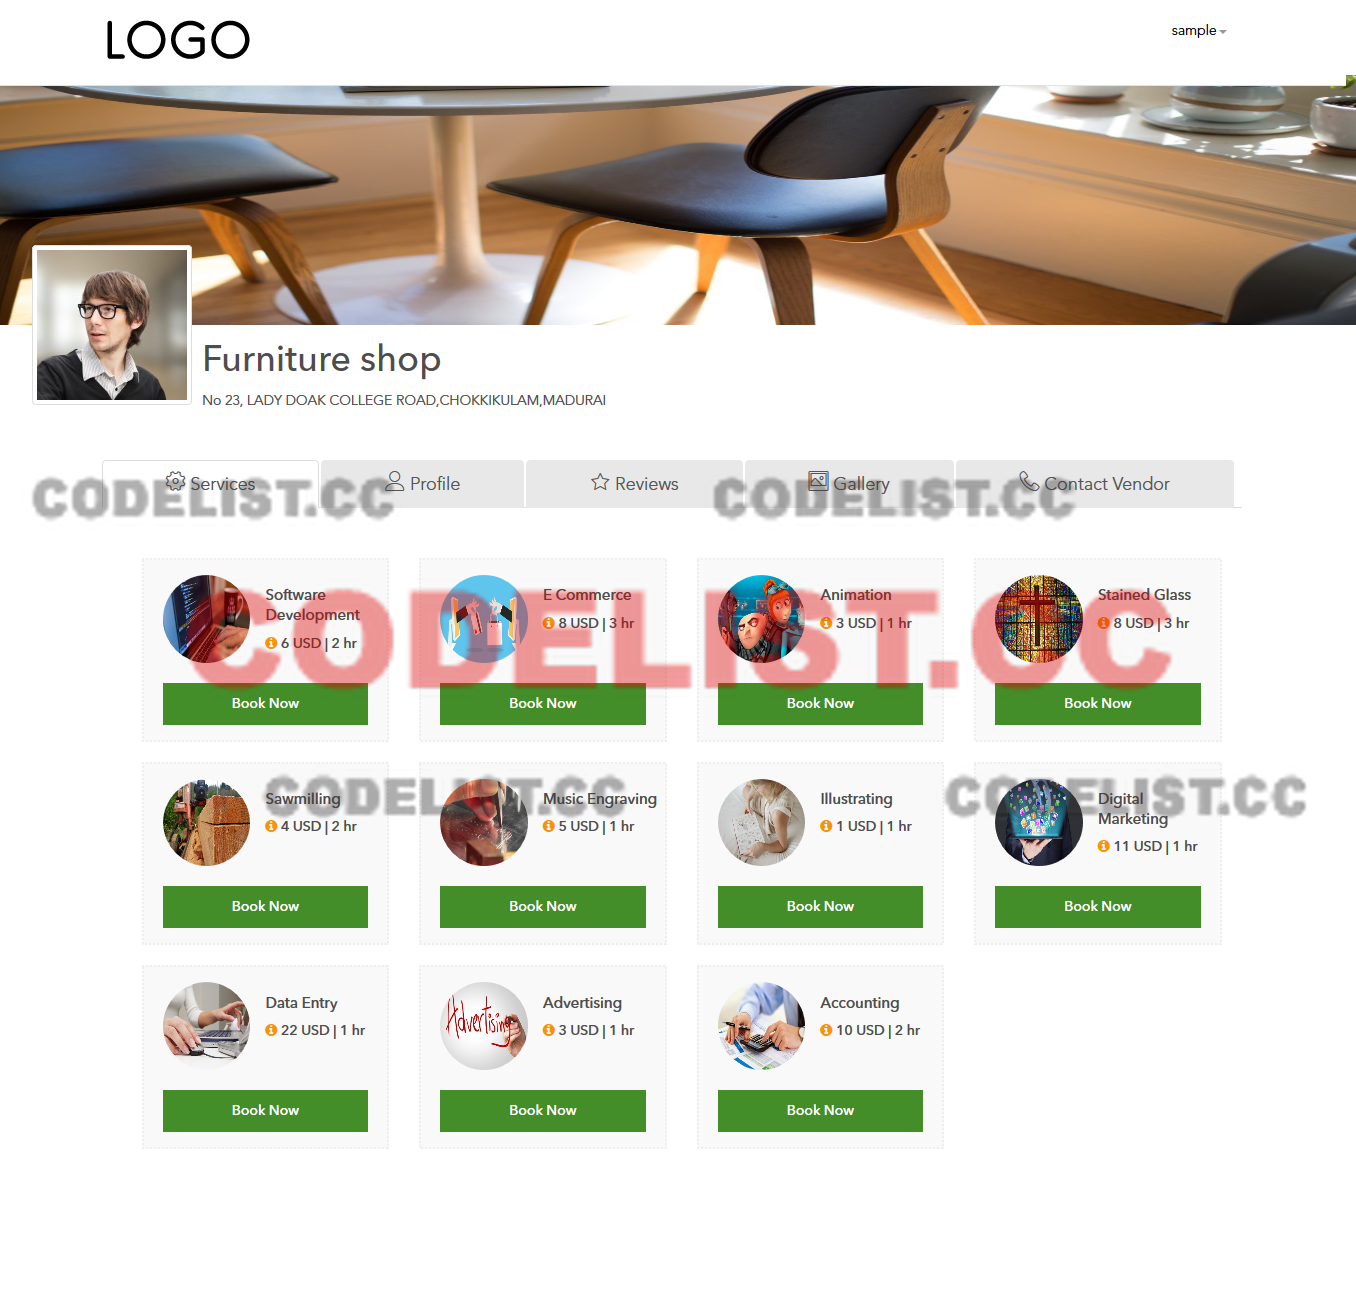 LOGO
sample
Furniture shop
No 23, LADY DOAK COLLEGE ROAD,CHOKKIKULAM,MADURAI
Services
Profile
Reviews
Gallery
Contact Vendor
CODELIST.CC
CODELIST.CC
Software
Development
6 USD | 2 hr
Book Now
E Commerce
8 USD | 3 hr
Book Now
Animation
3 USD | 1 hr
Book Now
Stained Glass
8 USD | 3 hr
Book Now
CODELIST.CC
Sawmilling
4 USD | 2 hr
Book Now
Music Engraving
5 USD | 1 hr
Book Now
Illustrating
1 USD | 1 hr
Book Now
Digital
Marketing
11 USD | 1 hr
Book Now
CODELIST.CC
CODELIST.CC
Data Entry
22 USD | 1 hr
Book Now
Advertising
Advertising
3 USD | 1 hr
Book Now
Accounting
10 USD | 2 hr
Book Now